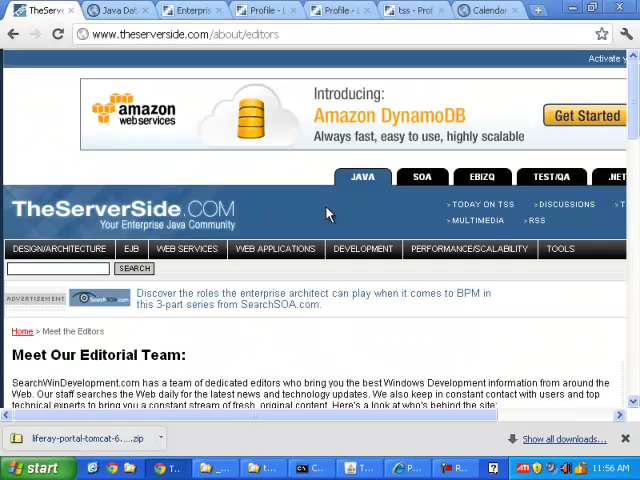 TheServe
Java Dat
Enterpris
Profile - L
Profile - L
tss - Prof
Calendar
www.theserverside.com/about/editors
Activate y
amazon
web services
Introducing:
Amazon DynamoDB
Always fast, easy to use, highly scalable
Get Started
JAVA
SOA
EBIZQ
TEST/QA
.NET
TheServerSide.COM
Your Enterprise Java Community
> TODAY ON TSS
> DISCUSSIONS
> T
> MULTIMEDIA
> RSS
DESIGN/ARCHITECTURE
EJB
WEB SERVICES
WEB APPLICATIONS
DEVELOPMENT
PERFORMANCE/SCALABILITY
TOOLS
SEARCH
ADVERTISEMENT
SearchSOA.com
Discover the roles the enterprise architect can play when it comes to BPM in
this 3-part series from SearchSOA.com.
Home > Meet the Editors
Meet Our Editorial Team:
SearchWinDevelopment.com has a team of dedicated editors who bring you the best Windows Development information from around the
Web. Our staff searches the Web daily for the latest news and technology updates. We also keep in constant contact with users and top
technical experts to bring you a constant stream of fresh, original content. Here's a look at who's behind the site:
liferay-portal-tomcat-6....zip
Show all downloads...
start
T...
_...
t...
C...
T...
P...
R...
ATI
11:56 AM